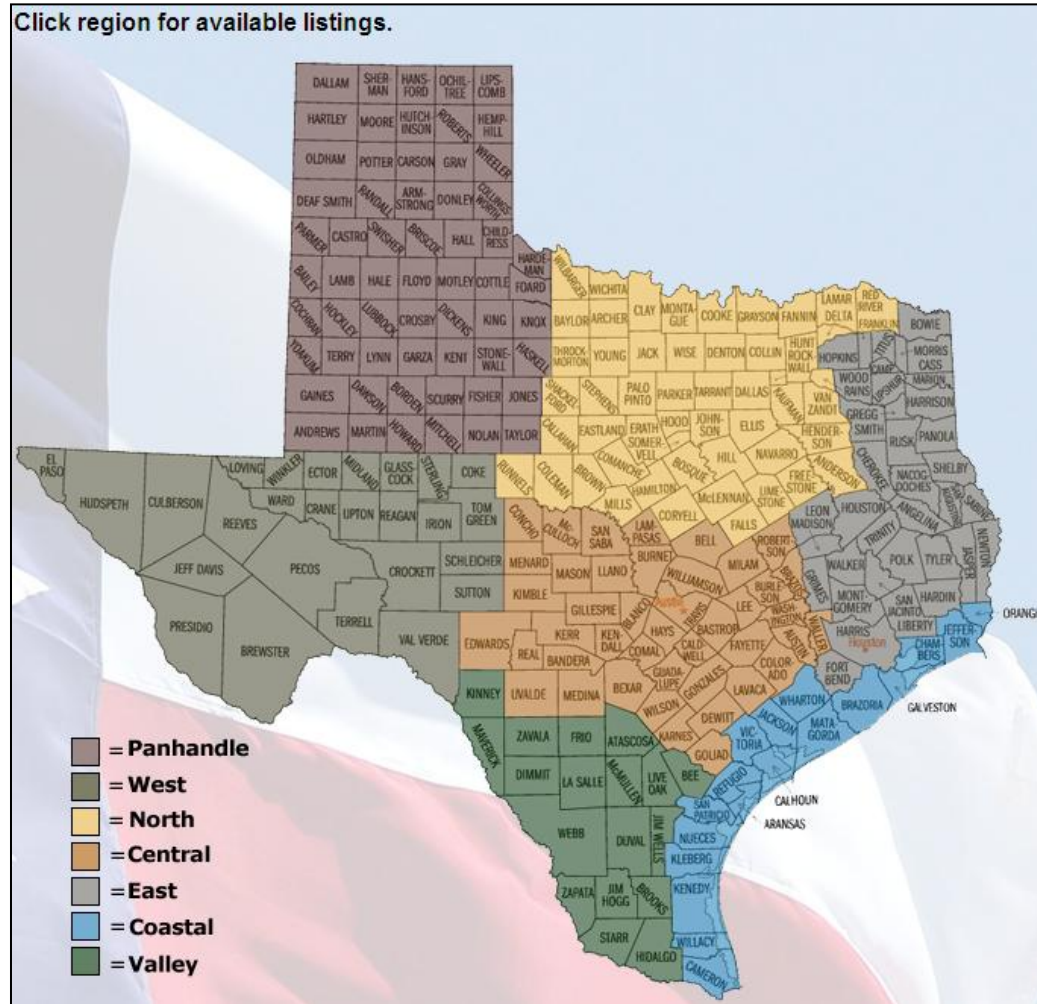 Click region for available listings.
DALLAM
SHER-
MAN
HANS-
FORD
OCHIL-
TREE
LIPS-
COMB
HARTLEY
MOORE
HUTCH-
INSON
ROBERTS
HEMP-
HILL
OLDHAM
POTTER
CARSON
GRAY
WHEELER
DEAF SMITH
RANDALL
ARM-
STRONG
DONLEY
COLLINGS-
WORTH
PARMER
CASTRO
SWISHER
BRISCOE
HALL
CHILD-
RESS
HARDE-
MAN
BAILEY
LAMB
HALE
FLOYD
MOTLEY
COTTLE
FOARD
COCHRAN
HOCKLEY
LUBBOCK
CROSBY
DICKENS
KING
KNOX
YOAKUM
TERRY
LYNN
GARZA
KENT
STONE-
WALL
HASKELL
GAINES
DAWSON
BORDEN
SCURRY
FISHER
JONES
ANDREWS
MARTIN
HOWARD
MITCHELL
NOLAN
TAYLOR
WILBARGER
WICHITA
BAYLOR
ARCHER
CLAY
MONTA-
GUE
COOKE
GRAYSON
FANNIN
LAMAR
DELTA
RED
RIVER
FRANKLIN
THROCK-
MORTON
YOUNG
JACK
WISE
DENTON
COLLIN
HUNT
ROCK-
WALL
SHACKEL
FORD
STEPHENS
PALO
PINTO
PARKER
TARRANT
DALLAS
KAUFMAN
VAN
ZANDT
CALLAHAN
EASTLAND
ERATH
SOMER-
VELL
HOOD
JOHN-
SON
ELLIS
HENDER-
SON
RUNNELS
COLEMAN
BROWN
COMANCHE
BOSQUE
HILL
NAVARRO
ANDERSON
MILLS
HAMILTON
CORYELL
McLENNAN
LIME-
STONE
FREE-
STONE
FALLS
BOWIE
HOPKINS
TITUS
CAMP
MORRIS
CASS
WOOD
RAINS
UPSHUR
MARION
HARRISON
GREGG
SMITH
RUSK
PANOLA
CHEROKEE
NACOG-
DOCHES
SHELBY
SAN
AUGUSTINE
SABINE
LEON
MADISON
HOUSTON
ANGELINA
TRINITY
NEWTON
JASPER
WALKER
POLK
TYLER
GRIMES
MONT-
GOMERY
SAN
JACINTO
HARDIN
LIBERTY
HARRIS
Houston
FORT
BEND
EL
PASO
HUDSPETH
CULBERSON
LOVING
WINKLER
ECTOR
MIDLAND
GLASS-
COCK
STERLING
COKE
REEVES
WARD
CRANE
UPTON
REAGAN
IRION
TOM
GREEN
JEFF DAVIS
PECOS
CROCKETT
SCHLEICHER
SUTTON
PRESIDIO
BREWSTER
TERRELL
VAL VERDE
CONCHO
Mc-
CULLOCH
SAN
SABA
LAM-
PASAS
BELL
ROBERT-
SON
MENARD
MASON
LLANO
BURNET
WILLIAMSON
MILAM
BRAZOS
KIMBLE
GILLESPIE
BLANCO
Austin
TRAVIS
LEE
BURLE-
SON
WASH-
INGTON
WALLER
EDWARDS
REAL
KERR
BANDERA
KEN-
DALL
HAYS
COMAL
BASTROP
CALD-
WELL
FAYETTE
AUSTIN
UVALDE
MEDINA
BEXAR
GUADA-
LUPE
GONZALES
LAVACA
COLOR-
ADO
WILSON
KARNES
DEWITT
GOLIAD
ORANGE
JEFFER-
SON
CHAM-
BERS
GALVESTON
BRAZORIA
WHARTON
MATA
GORDA
JACKSON
VIC-
TORIA
CALHOUN
REFUGIO
ARANSAS
SAN
PATRICIO
NUECES
KLEBERG
KENEDY
WILLACY
CAMERON
KINNEY
MAVERICK
ZAVALA
FRIO
ATASCOSA
DIMMIT
LA SALLE
McMULLEN
LIVE
OAK
BEE
WEBB
DUVAL
JIM WELLS
ZAPATA
JIM
HOGG
BROOKS
STARR
HIDALGO
= Panhandle
= West
= North
= Central
= East
= Coastal
= Valley